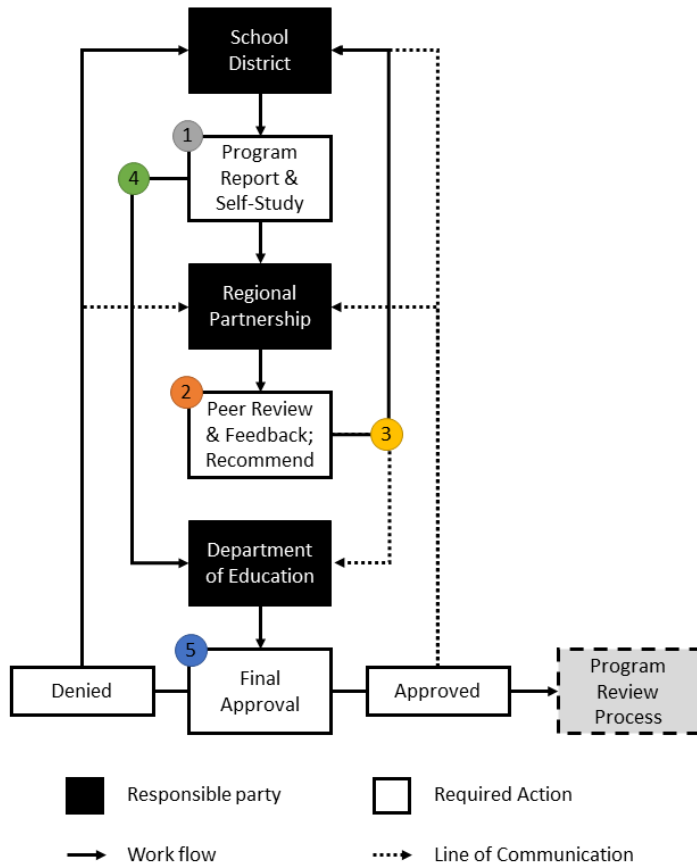 School
District
1
Program
Report &
Self-Study
4
Regional
Partnership
2
Peer Review
& Feedback;
Recommend
3
Department
of Education
5
Final
Approval
Denied
Approved
Program
Review
Process
Responsible party
Required Action
Work flow
Line of Communication